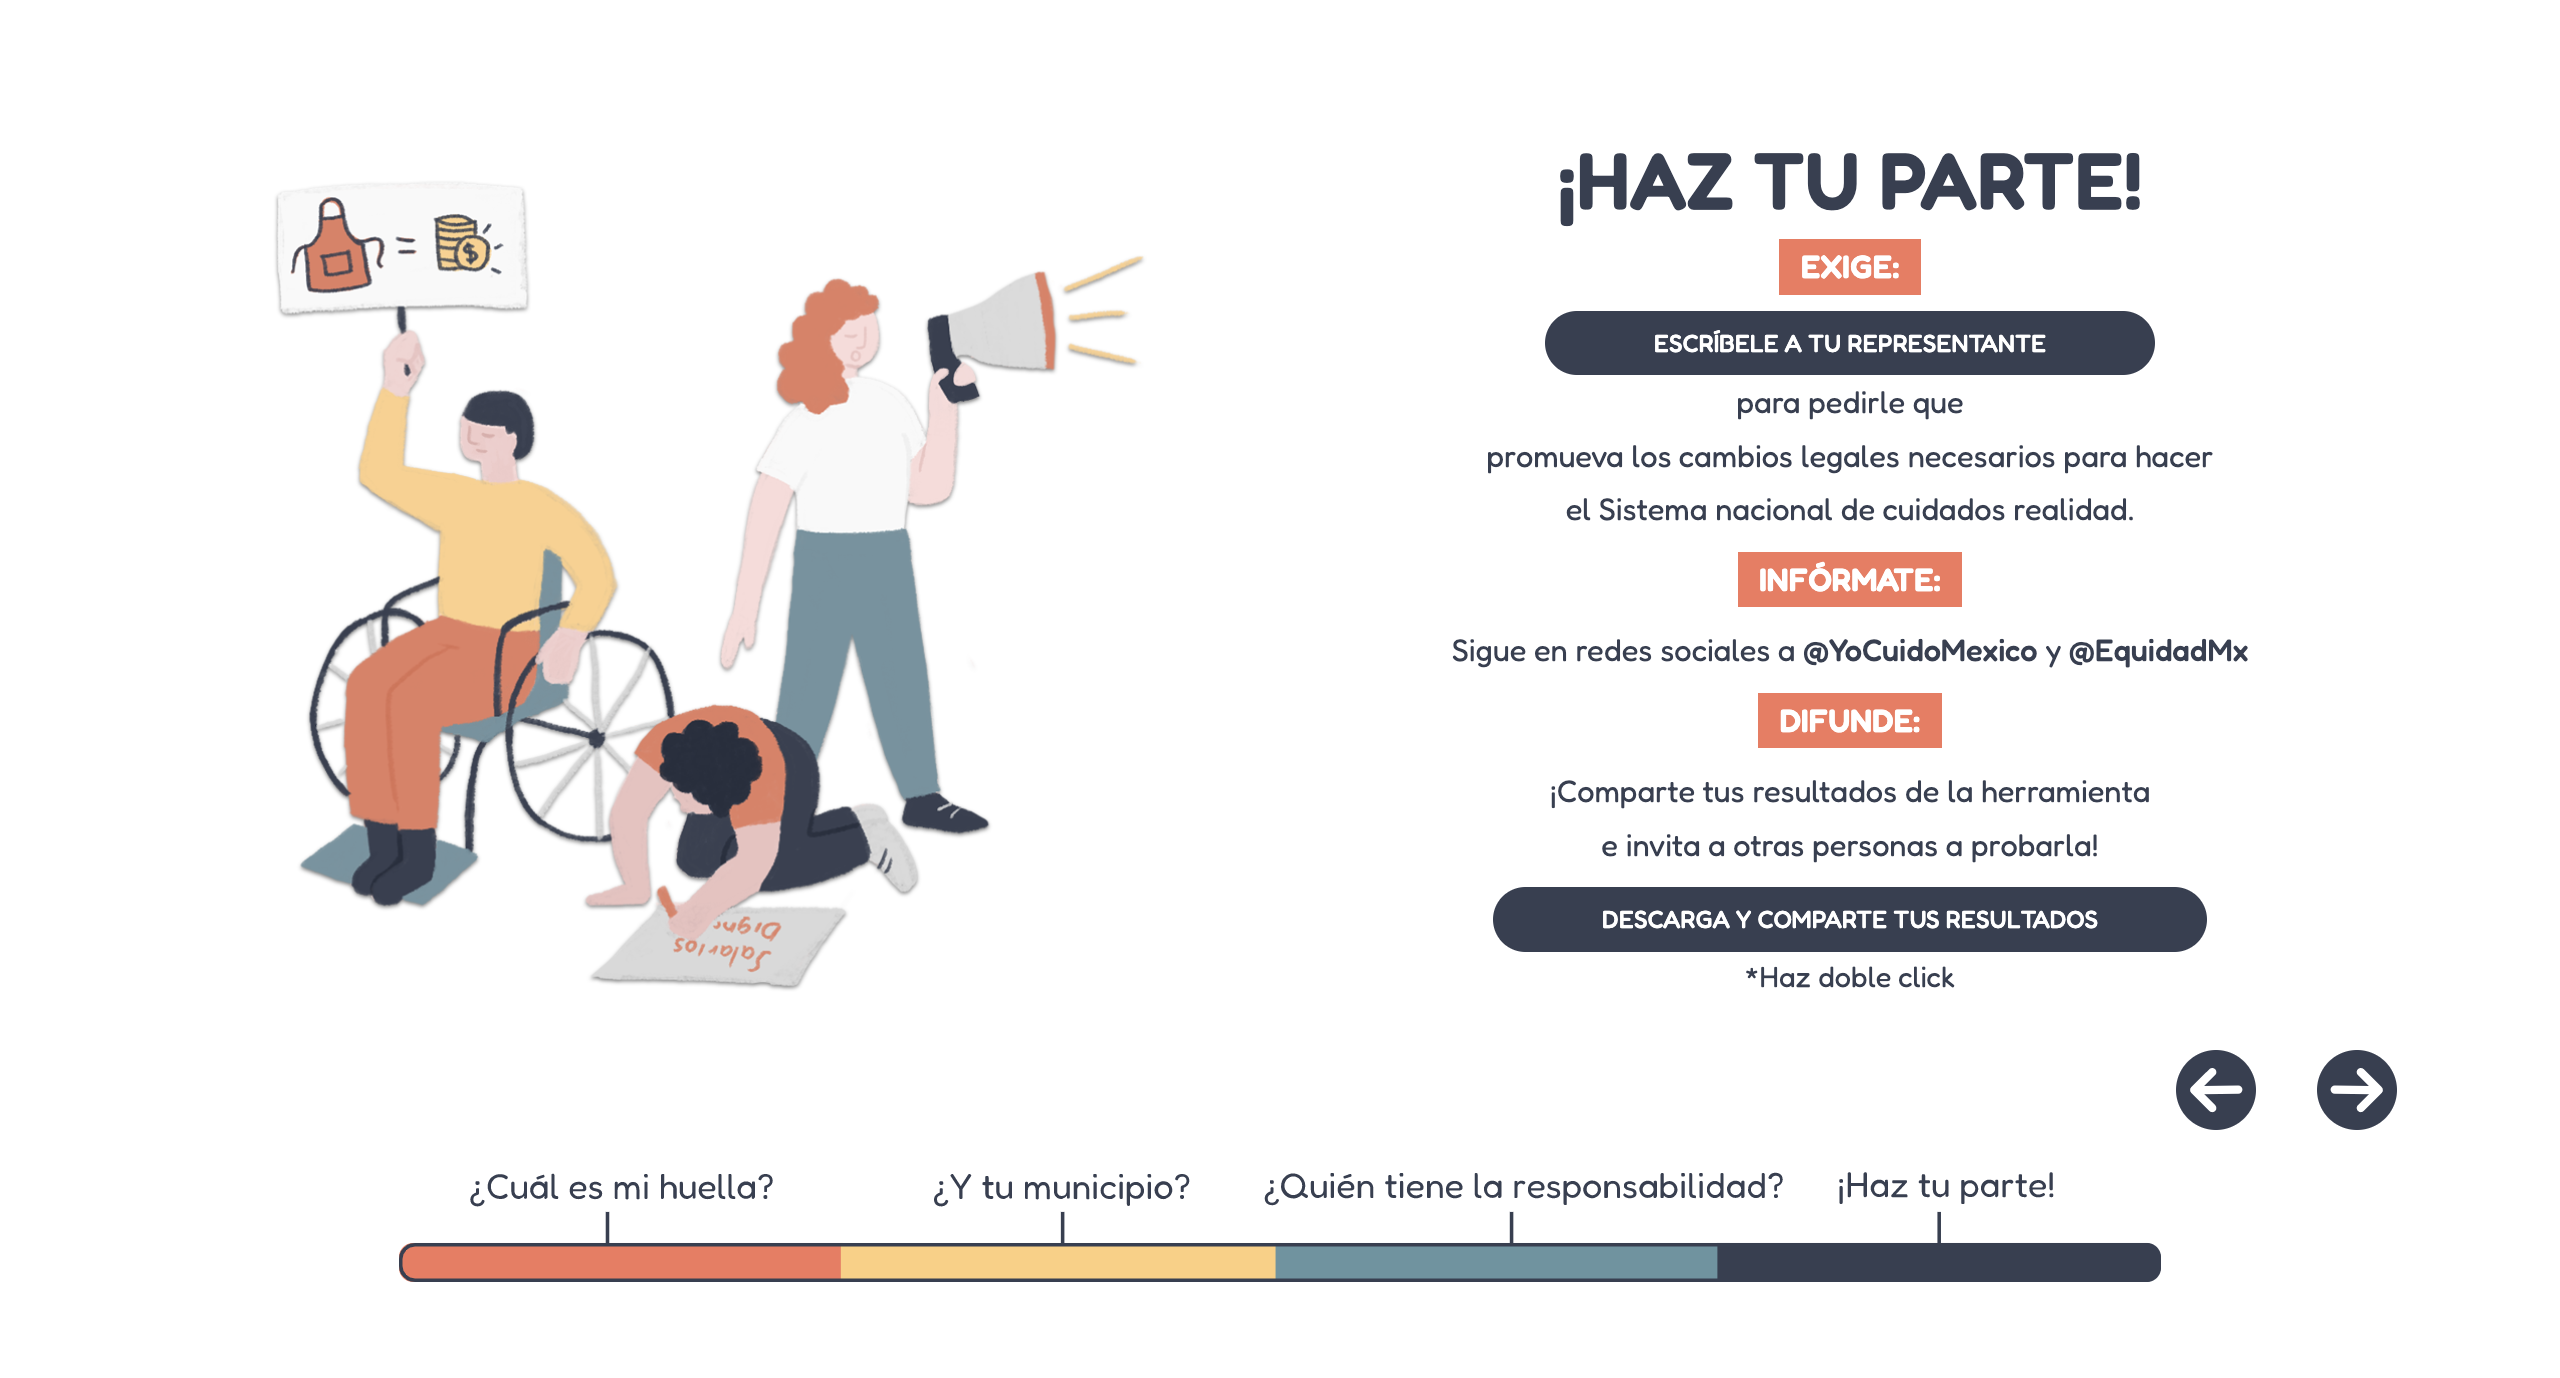 $
Salarios
¡HAZ TU PARTE!
EXIGE:
ESCRÍBELE A TU REPRESENTANTE
para pedirle que
promueva los cambios legales necesarios para hacer
el Sistema nacional de cuidados realidad.
INFÓRMATE:
Sigue en redes sociales a @YoCuidoMexico y @EquidadMx
DIFUNDE:
¡Comparte tus resultados de la herramienta
e invita a otras personas a probarla!
DESCARGA Y COMPARTE TUS RESULTADOS
*Haz doble click
¿Cuál es mi huella?
¿Y tu municipio?
¿Quién tiene la responsabilidad?
¡Haz tu parte!